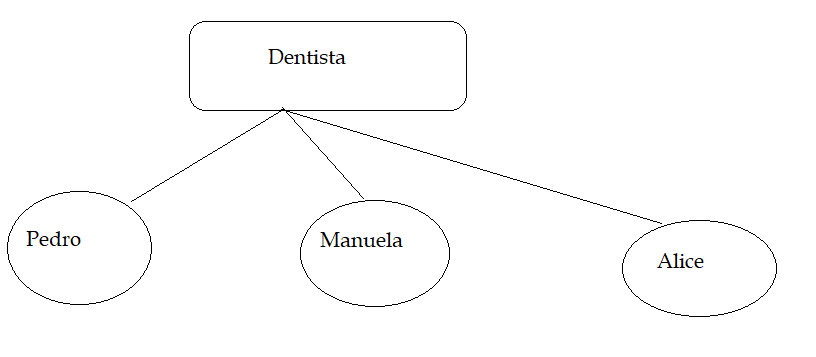 Dentista
Pedro
Manuela
Alice